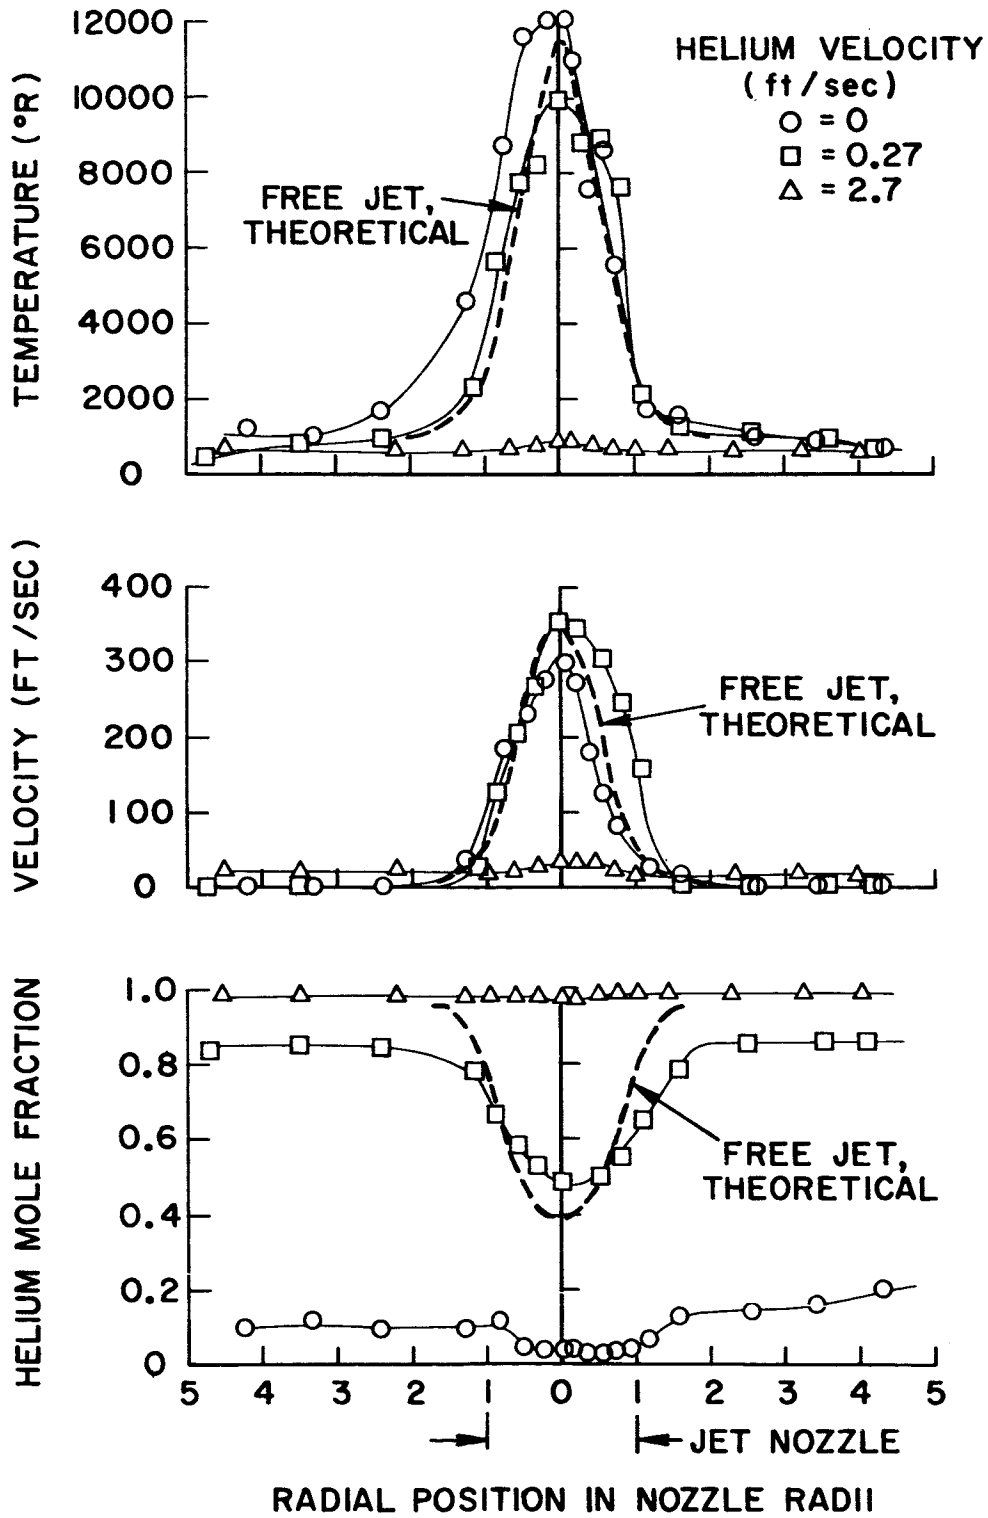 12000
10000
8000
6000
4000
2000
0
TEMPERATURE (°R)
HELIUM VELOCITY
(ft/sec)
○ = 0
□ = 0.27
△ = 2.7
FREE JET,
THEORETICAL
400
300
200
100
0
VELOCITY (FT/SEC)
FREE JET,
THEORETICAL
1.0
0.8
0.6
0.4
0.2
0
HELIUM MOLE FRACTION
FREE JET,
THEORETICAL
5 4 3 2 1 0 1 2 3 4 5
JET NOZZLE
RADIAL POSITION IN NOZZLE RADII